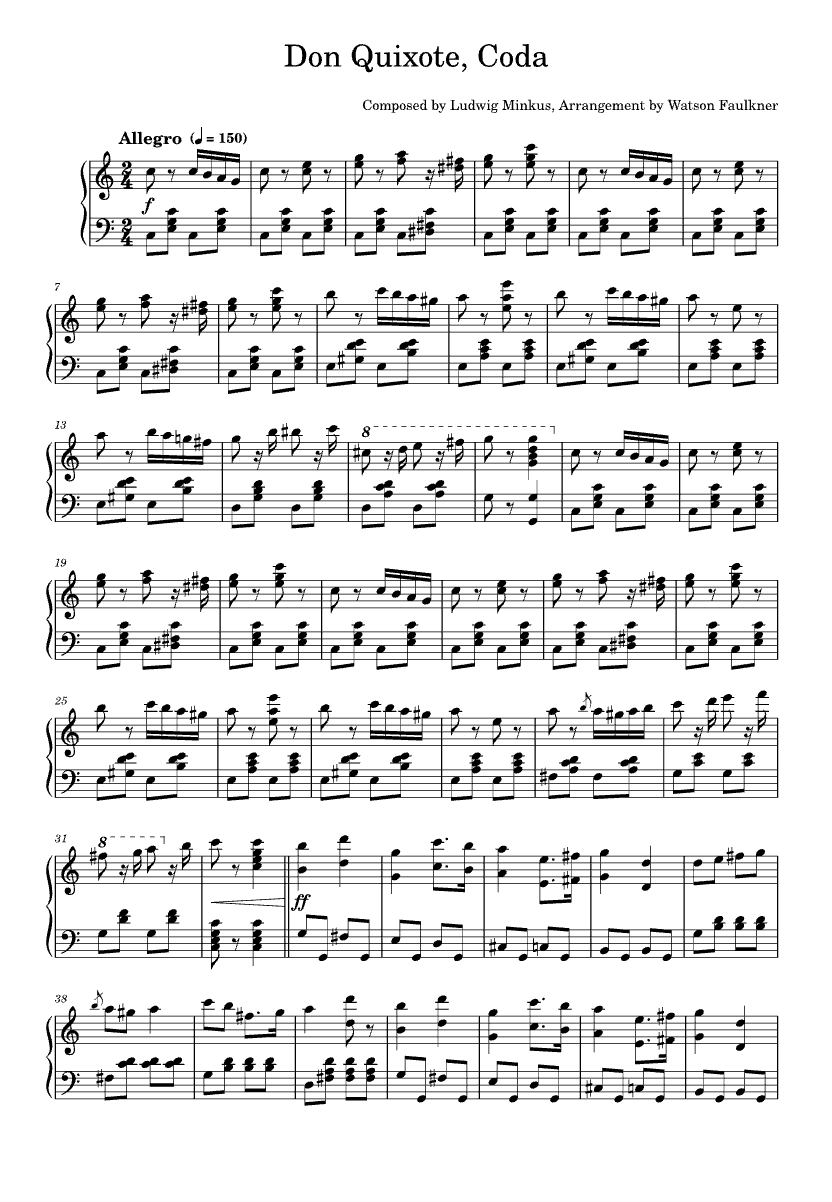 Don Quixote, Coda
Composed by Ludwig Minkus, Arrangement by Watson Faulkner
Allegro (♩ = 150)
f
7
13
8
19
25
31
8
ff
38